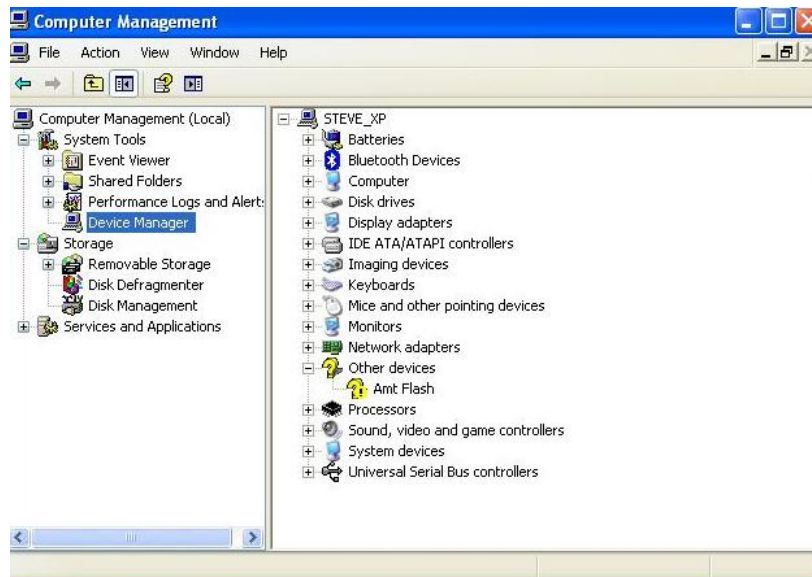 Computer Management
File Action View Window Help
Computer Management (Local)
System Tools
Event Viewer
Shared Folders
Performance Logs and Alert:
Device Manager
Storage
Removable Storage
Disk Defragmenter
Disk Management
Services and Applications
STEVE_XP
Batteries
Bluetooth Devices
Computer
Disk drives
Display adapters
IDE ATA/ATAPI controllers
Imaging devices
Keyboards
Mice and other pointing devices
Monitors
Network adapters
Other devices
Amt Flash
Processors
Sound, video and game controllers
System devices
Universal Serial Bus controllers